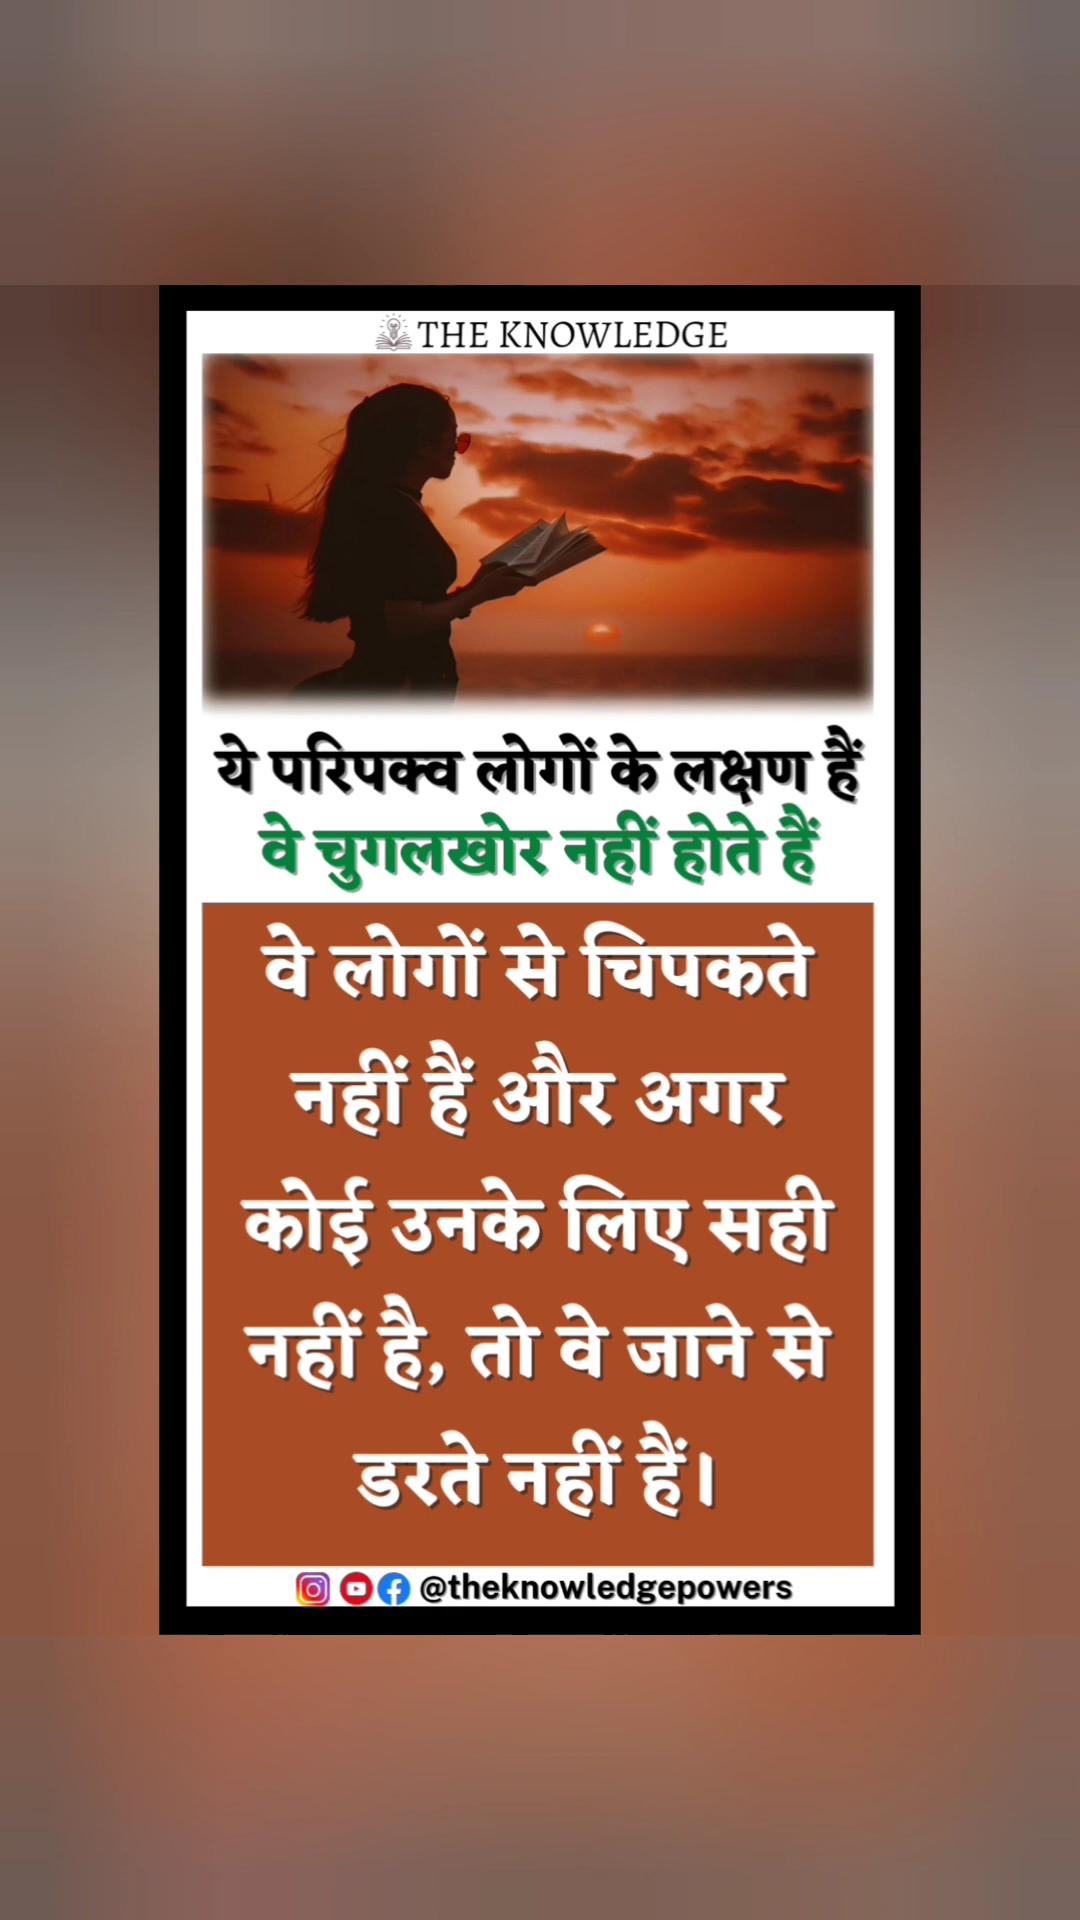 THE KNOWLEDGE
ये परिपक्व लोगों के लक्षण हैं
वे चुगलखोर नहीं होते हैं
वे लोगों से चिपकते
नहीं हैं और अगर
कोई उनके लिए सही
नहीं है, तो वे जाने से
डरते नहीं हैं।
@theknowledgepowers